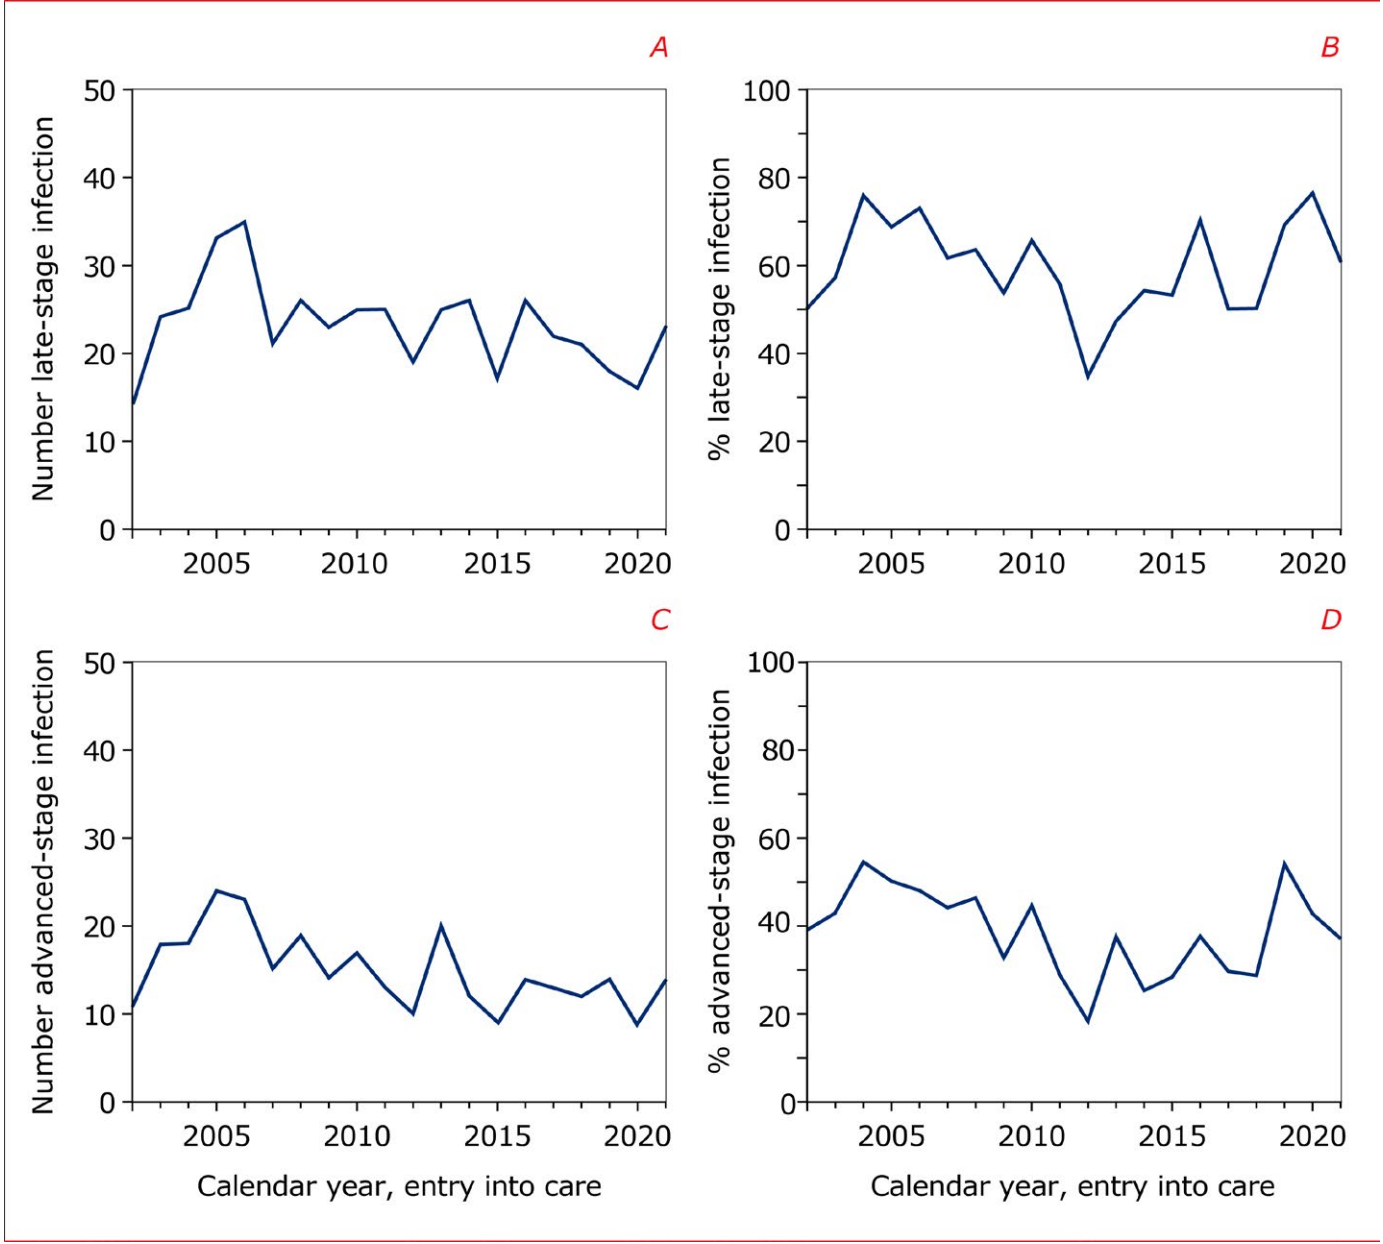 A
50
40
30
20
10
0
Number late-stage infection
2005 2010 2015 2020
B
100
80
60
40
20
0
% late-stage infection
2005 2010 2015 2020
C
50
40
30
20
10
0
Number advanced-stage infection
2005 2010 2015 2020
Calendar year, entry into care
D
100
80
60
40
20
0
% advanced-stage infection
2005 2010 2015 2020
Calendar year, entry into care